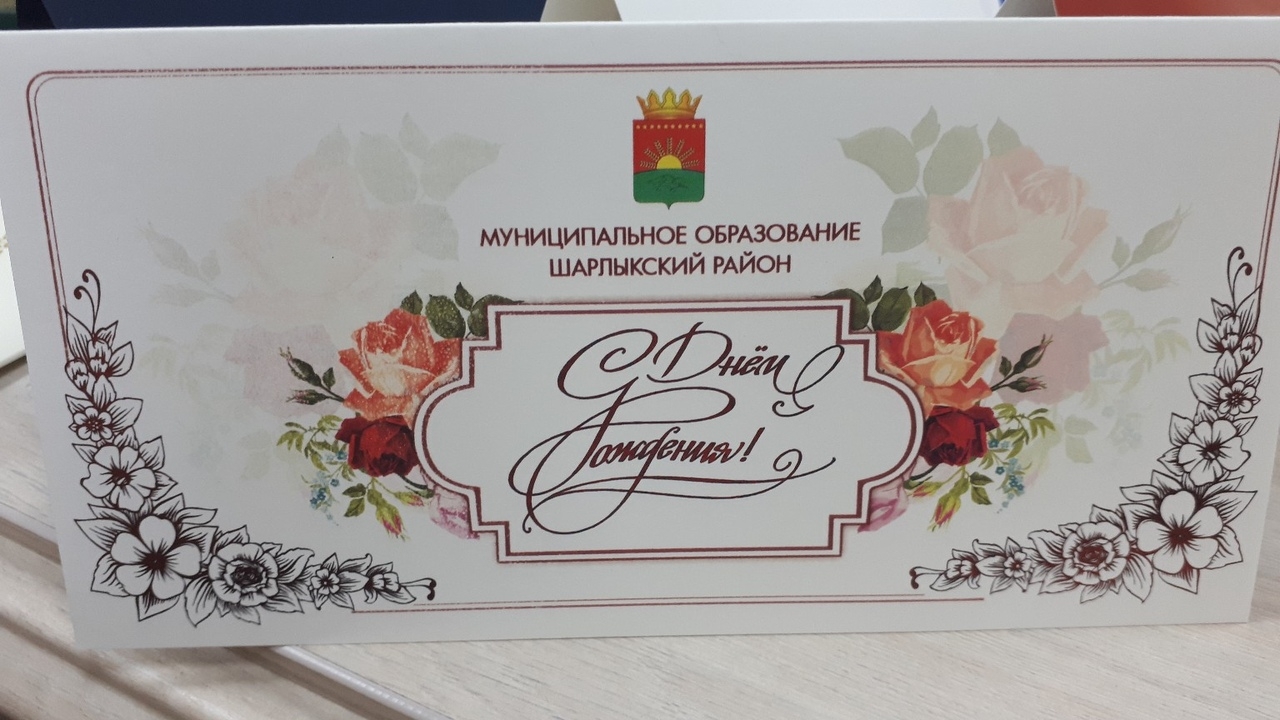 МУНИЦИПАЛЬНОЕ ОБРАЗОВАНИЕ
ШАРЛЫКСКИЙ РАЙОН
С Днём
Рождения!